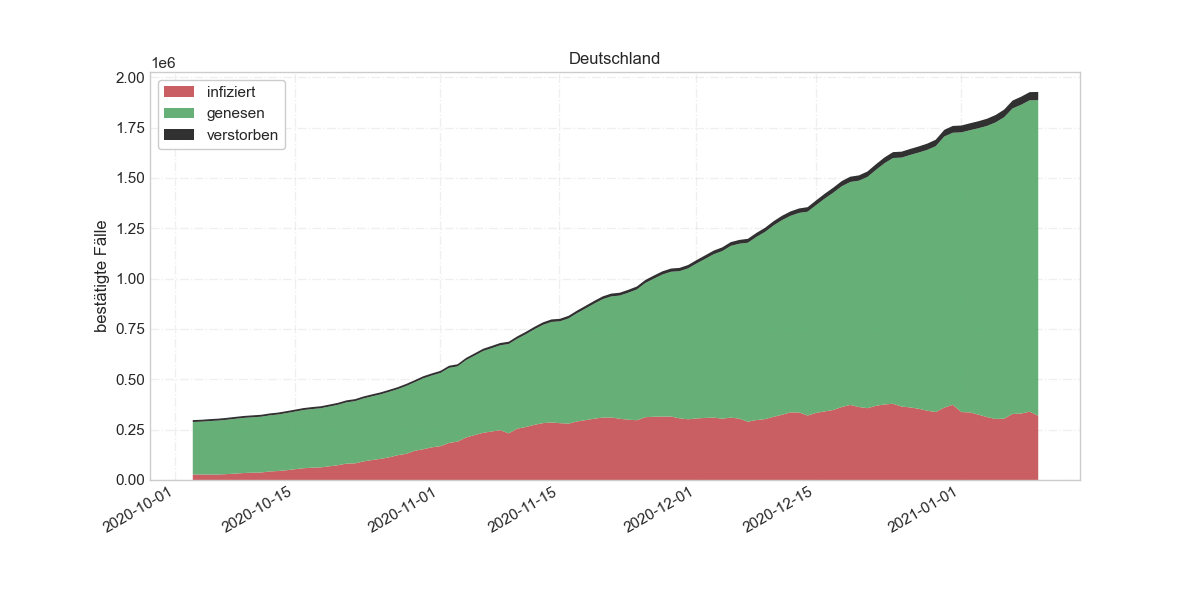 Deutschland
1e6
2.00
1.75
1.50
1.25
1.00
0.75
0.50
0.25
0.00
bestätigte Fälle
infiziert
genesen
verstorben
2020-10-01
2020-10-15
2020-11-01
2020-11-15
2020-12-01
2020-12-15
2021-01-01